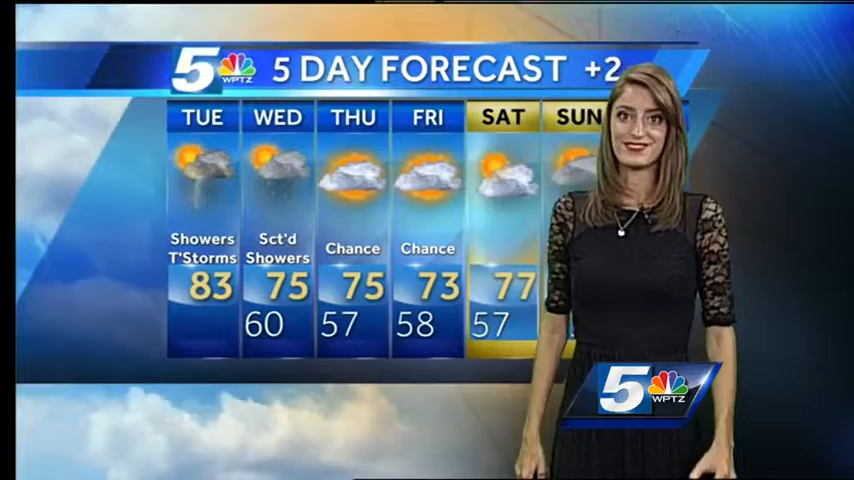 5 WPTZ 5 DAY FORECAST +2
TUE WED THU FRI SAT SUN
Showers T'Storms
Sct'd Showers
Chance
Chance
83 75 75 73 77
60 57 58 57
5 WPTZ